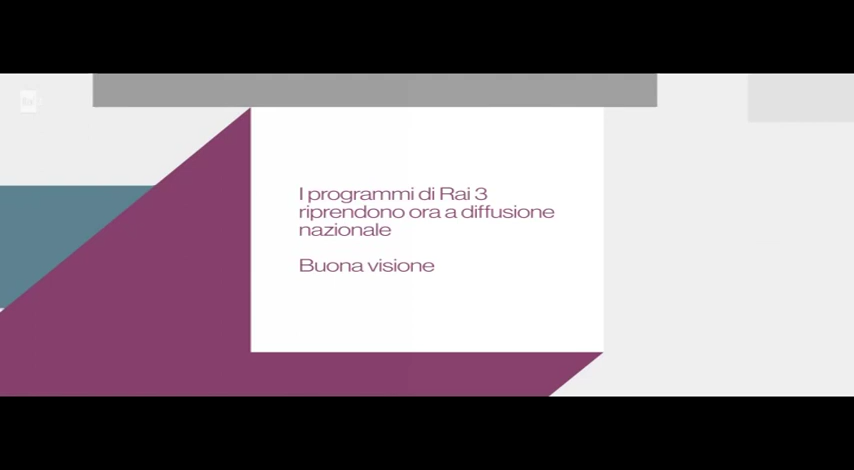 I programmi di Rai 3
riprendono ora a diffusione
nazionale
Buona visione